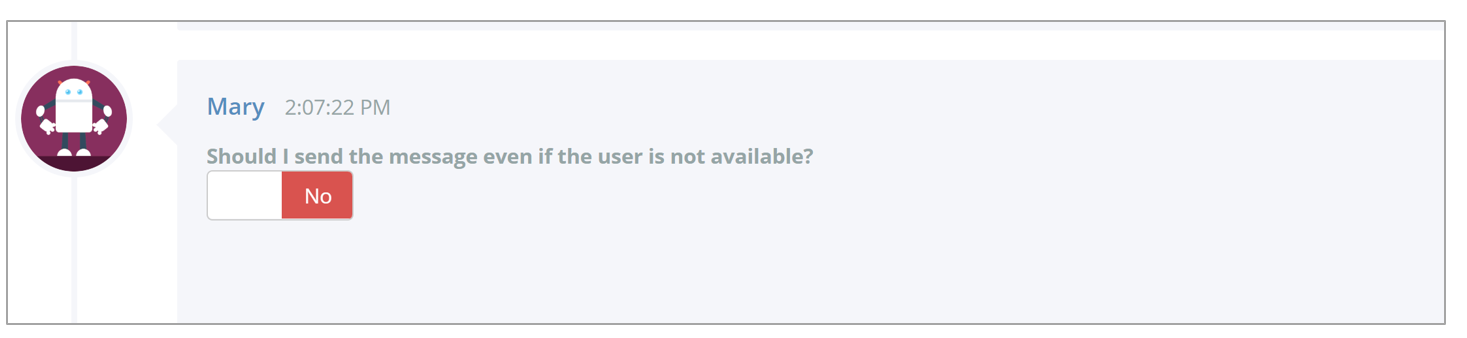 Mary 2:07:22 PM
Should I send the message even if the user is not available?
No